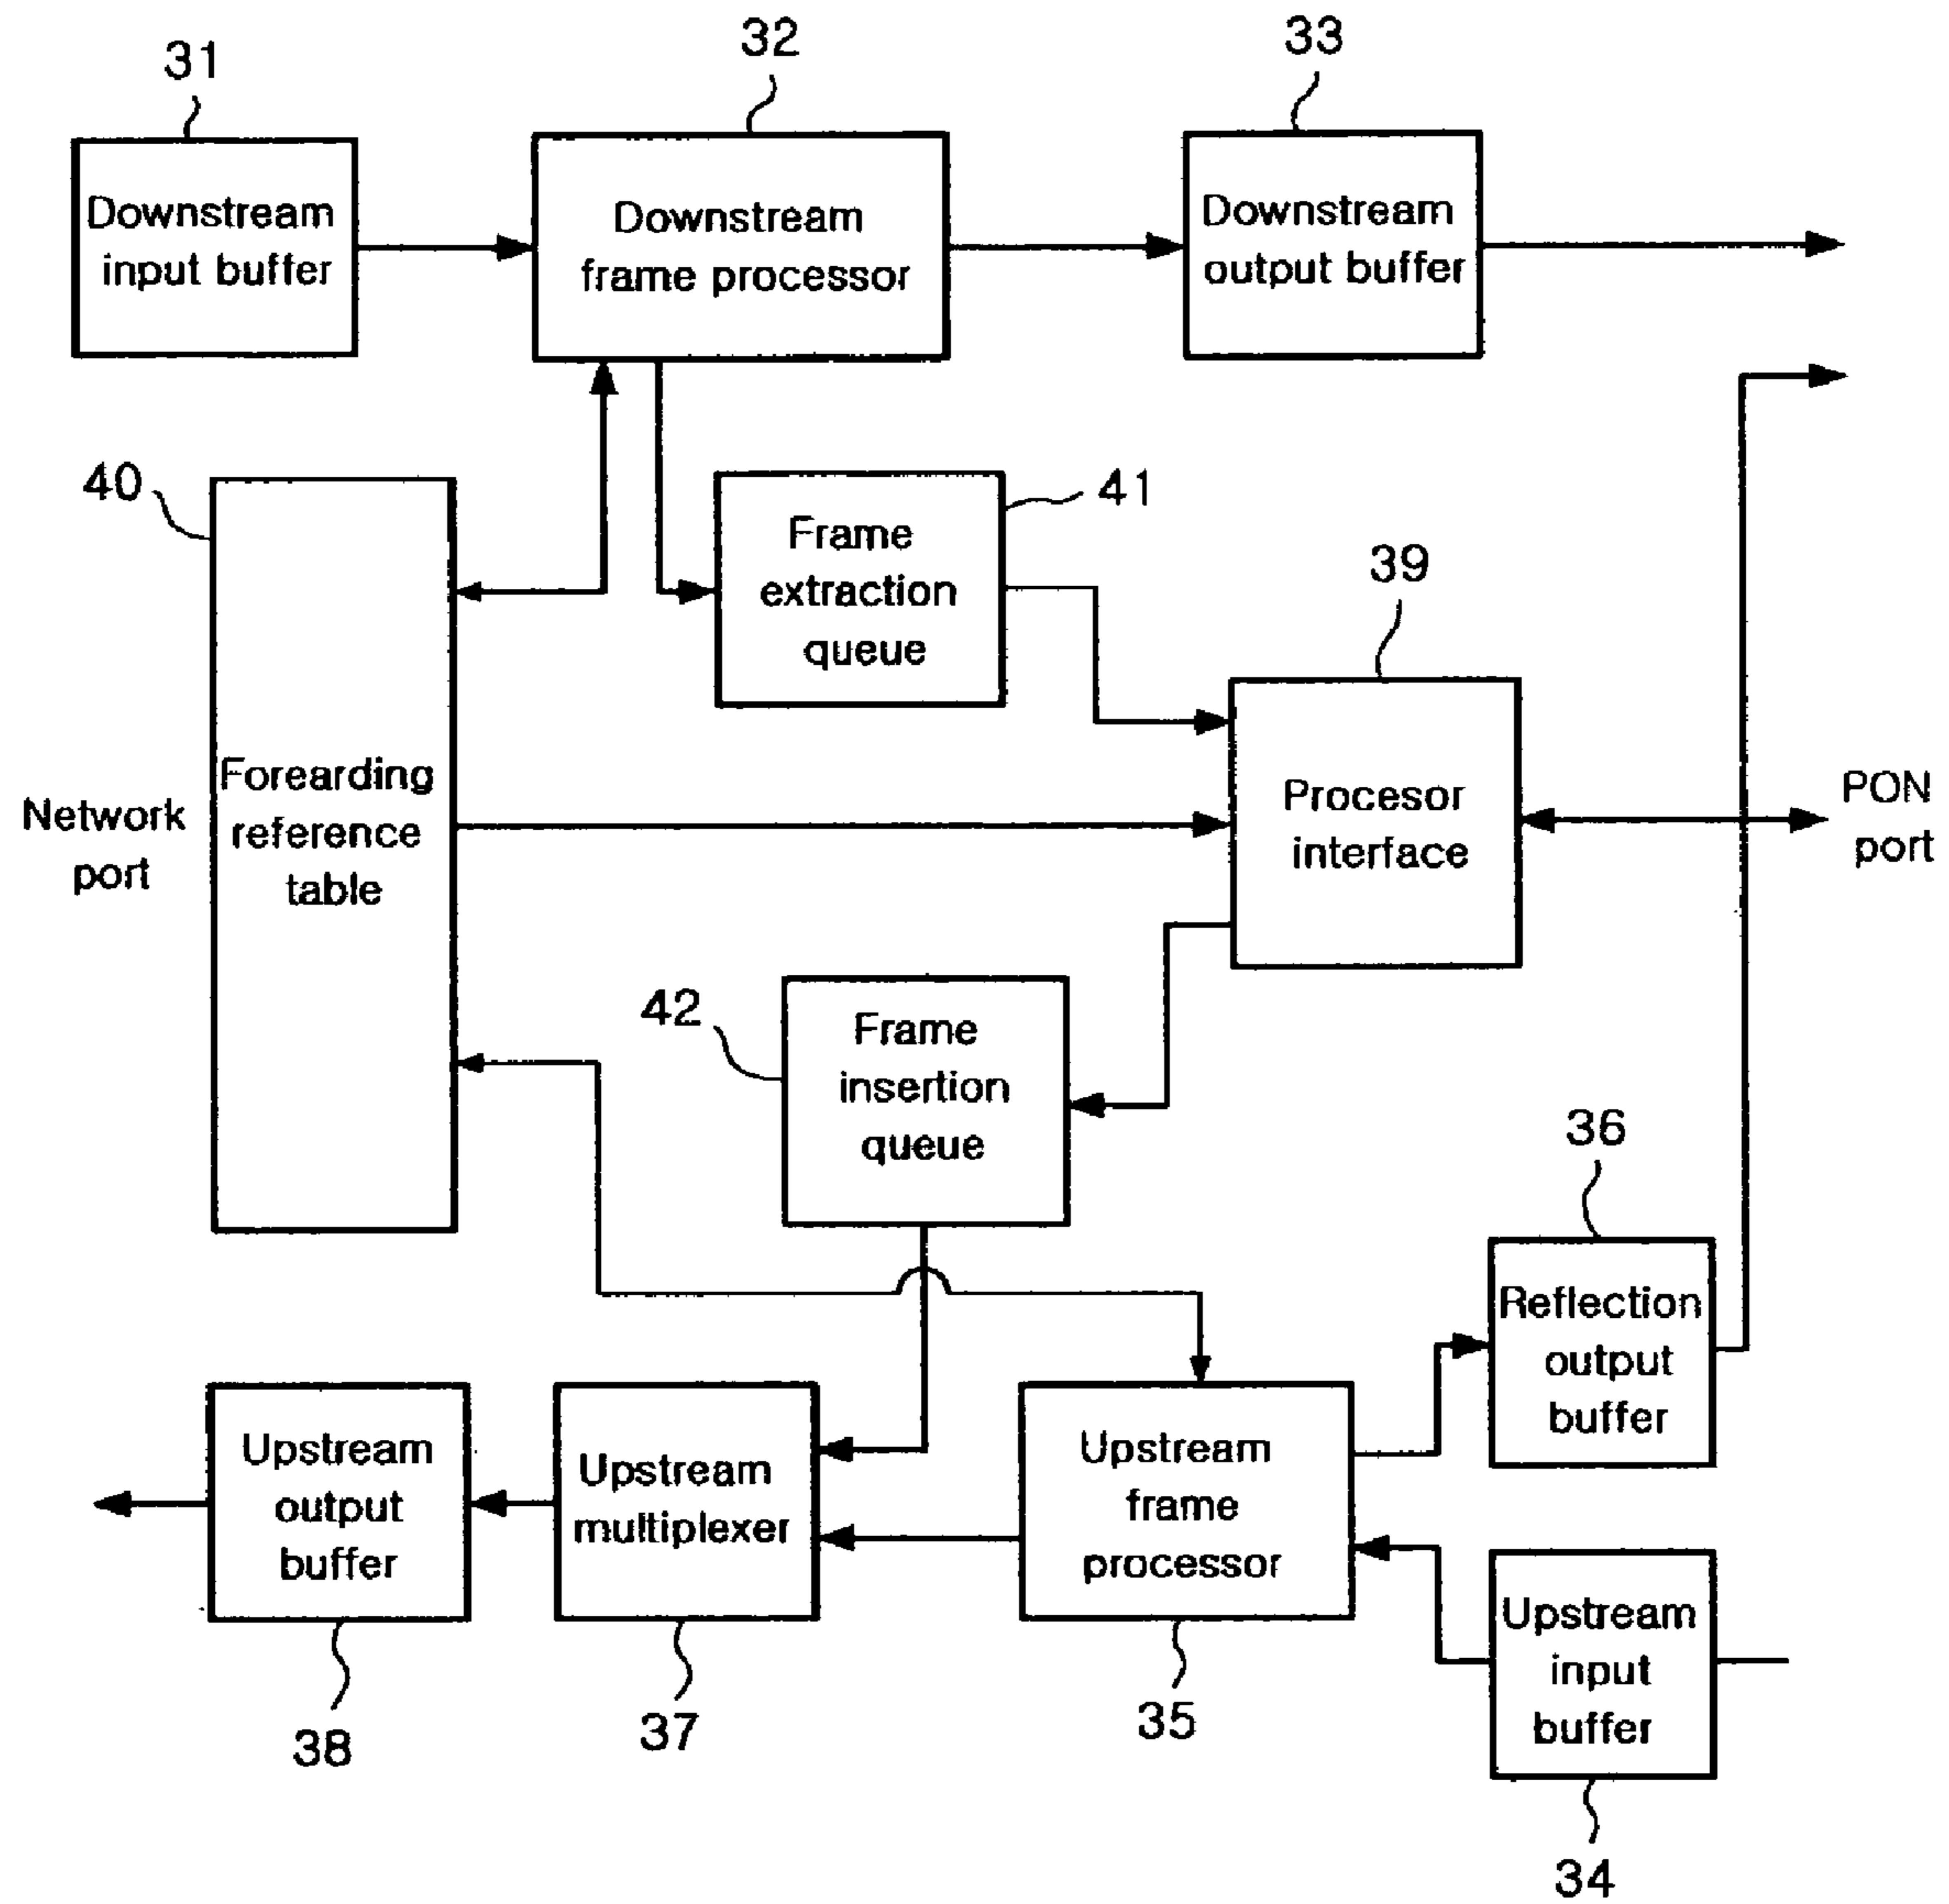 31
32
33
Downstream
input buffer
Downstream
frame processor
Downstream
output buffer
40
41
Frame
extraction
queue
39
Network
port
Forearding
reference
table
Procesor
interface
PON
port
42
Frame
insertion
queue
36
Reflection
output
buffer
Upstream
output
buffer
Upstream
multiplexer
Upstream
frame
processor
Upstream
input
buffer
38
37
35
34